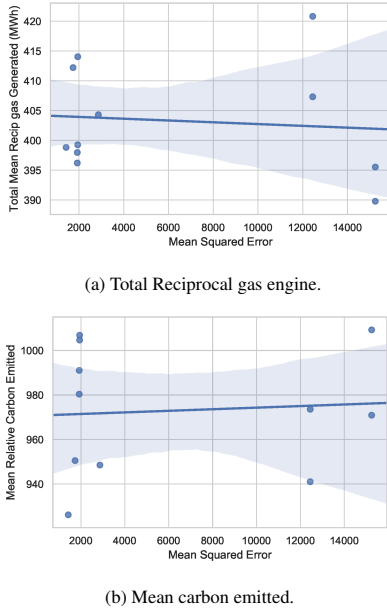 420
415
410
405
400
395
390
Total Mean Recip gas Generated (MWh)
2000 4000 6000 8000 10000 12000 14000
Mean Squared Error
(a) Total Reciprocal gas engine.
1000
980
960
940
Mean Relative Carbon Emitted
2000 4000 6000 8000 10000 12000 14000
Mean Squared Error
(b) Mean carbon emitted.